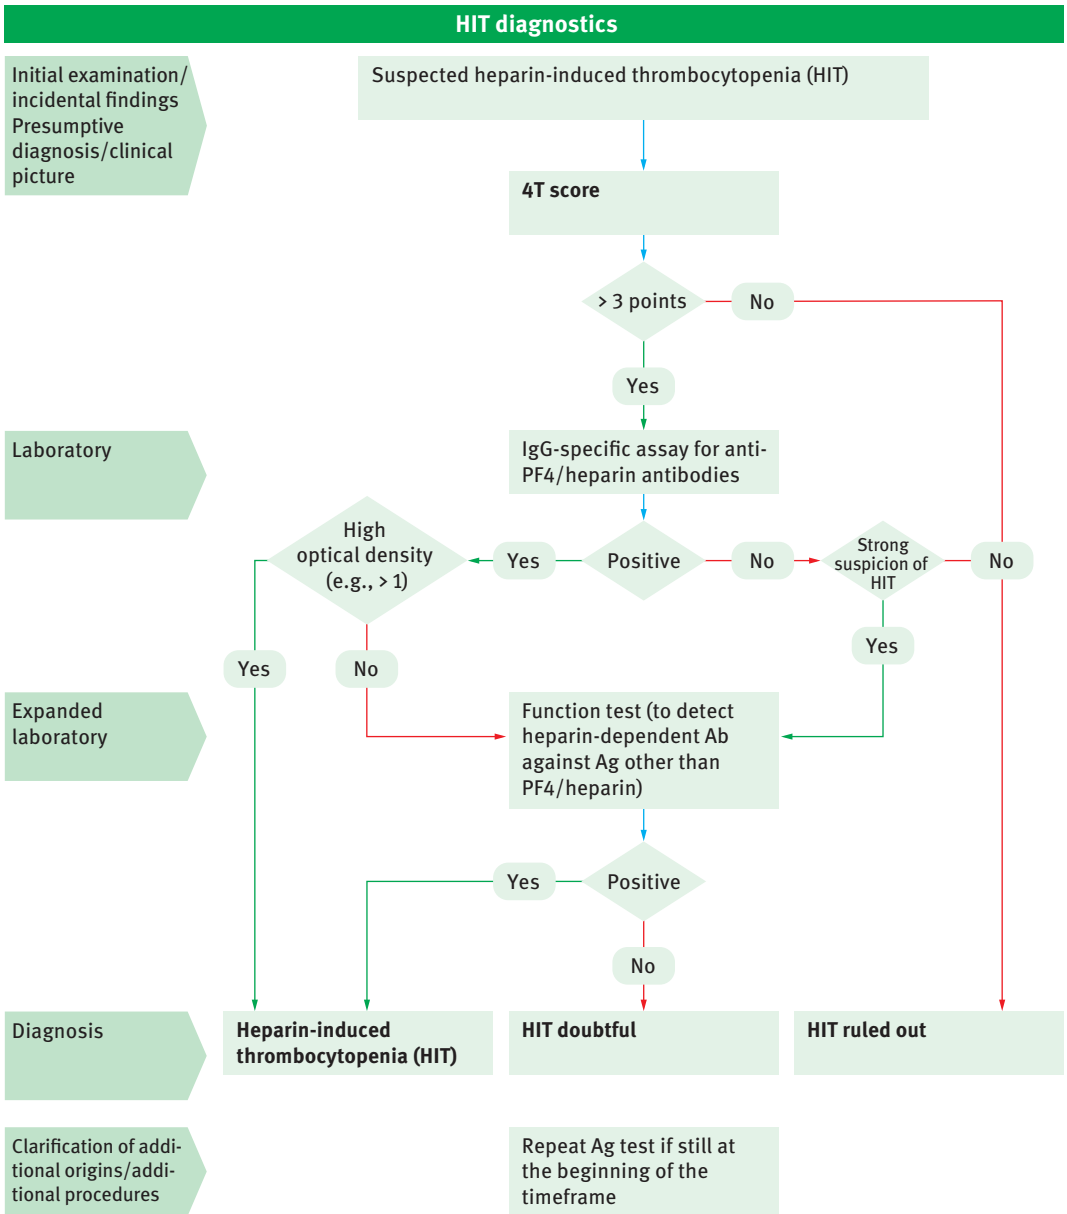 HIT diagnostics
Initial examination/
incidental findings
Presumptive
diagnosis/clinical
picture
Suspected heparin-induced thrombocytopenia (HIT)
4T score
> 3 points
No
Yes
Laboratory
IgG-specific assay for anti-
PF4/heparin antibodies
High
optical density
(e.g., > 1)
Yes
Positive
No
Strong
suspicion of
HIT
No
Yes
No
Yes
Expanded
laboratory
Function test (to detect
heparin-dependent Ab
against Ag other than
PF4/heparin)
Yes
Positive
No
Diagnosis
Heparin-induced
thrombocytopenia (HIT)
HIT doubtful
HIT ruled out
Clarification of addi-
tional origins/addi-
tional procedures
Repeat Ag test if still at
the beginning of the
timeframe